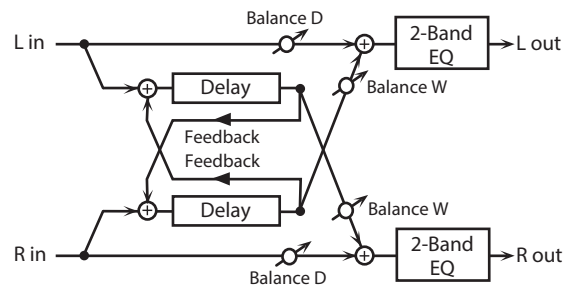 Balance D
L in
2-Band
EQ
L out
Delay
Balance W
Feedback
Feedback
Delay
Balance W
R in
2-Band
EQ
R out
Balance D